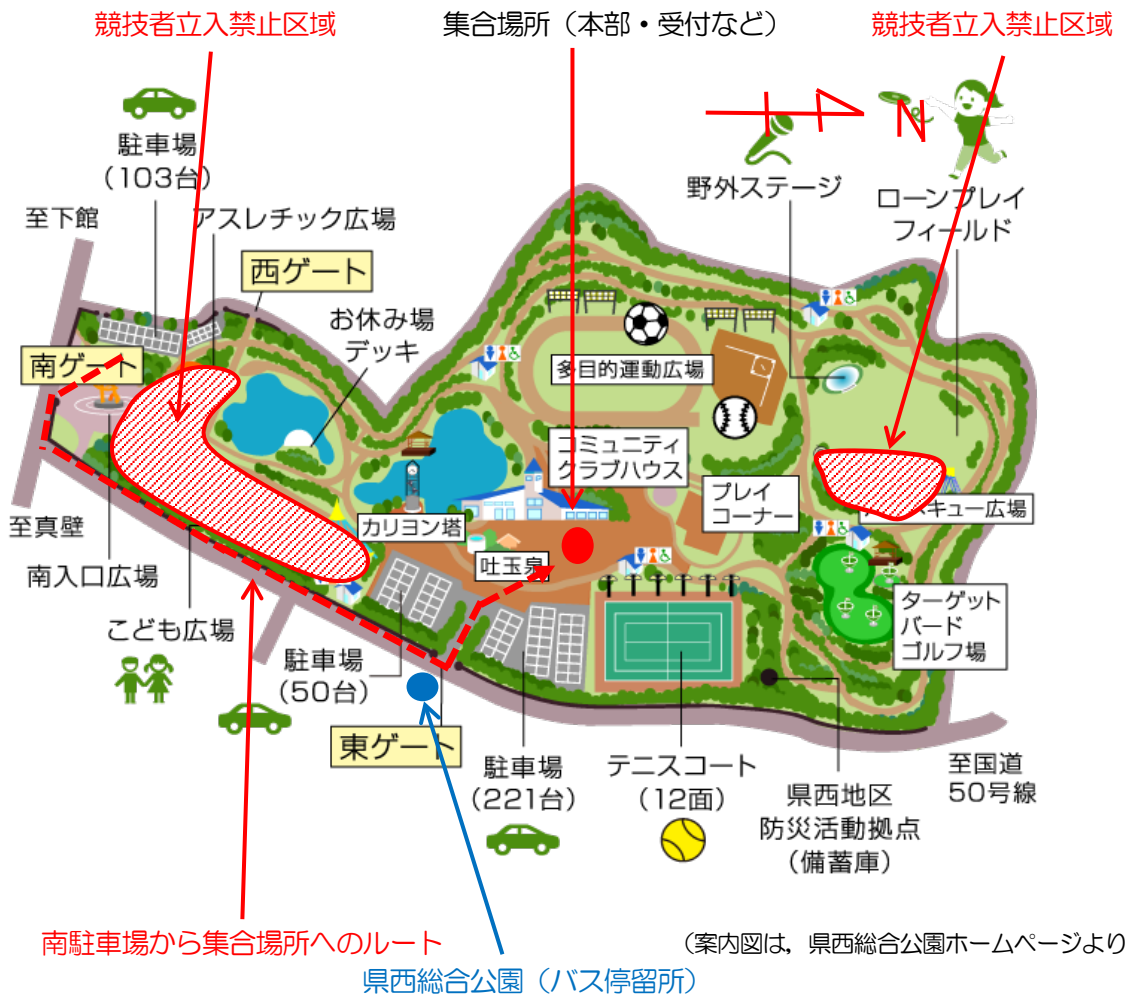 競技者立入禁止区域
集合場所（本部・受付など）
競技者立入禁止区域
駐車場
(103台)
N
野外ステージ
ローンプレイ
フィールド
至下館
アスレチック広場
西ゲート
お休み場
デッキ
南ゲート
多目的運動広場
コミュニティ
クラブハウス
プレイ
コーナー
キュー広場
カリヨン塔
吐玉泉
至真壁
南入口広場
こども広場
ターゲット
バード
ゴルフ場
駐車場
(50台)
東ゲート
駐車場
(221台)
テニスコート
(12面)
県西地区
防災活動拠点
(備蓄庫)
至国道
50号線
南駐車場から集合場所へのルート
（案内図は，県西総合公園ホームページより
県西総合公園（バス停留所）